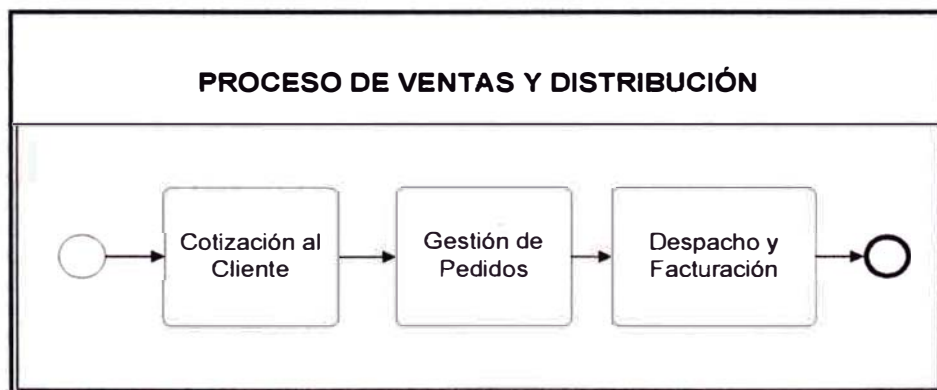 PROCESO DE VENTAS Y DISTRIBUCIÓN
Cotización al
Cliente
Gestión de
Pedidos
Despacho y
Facturación